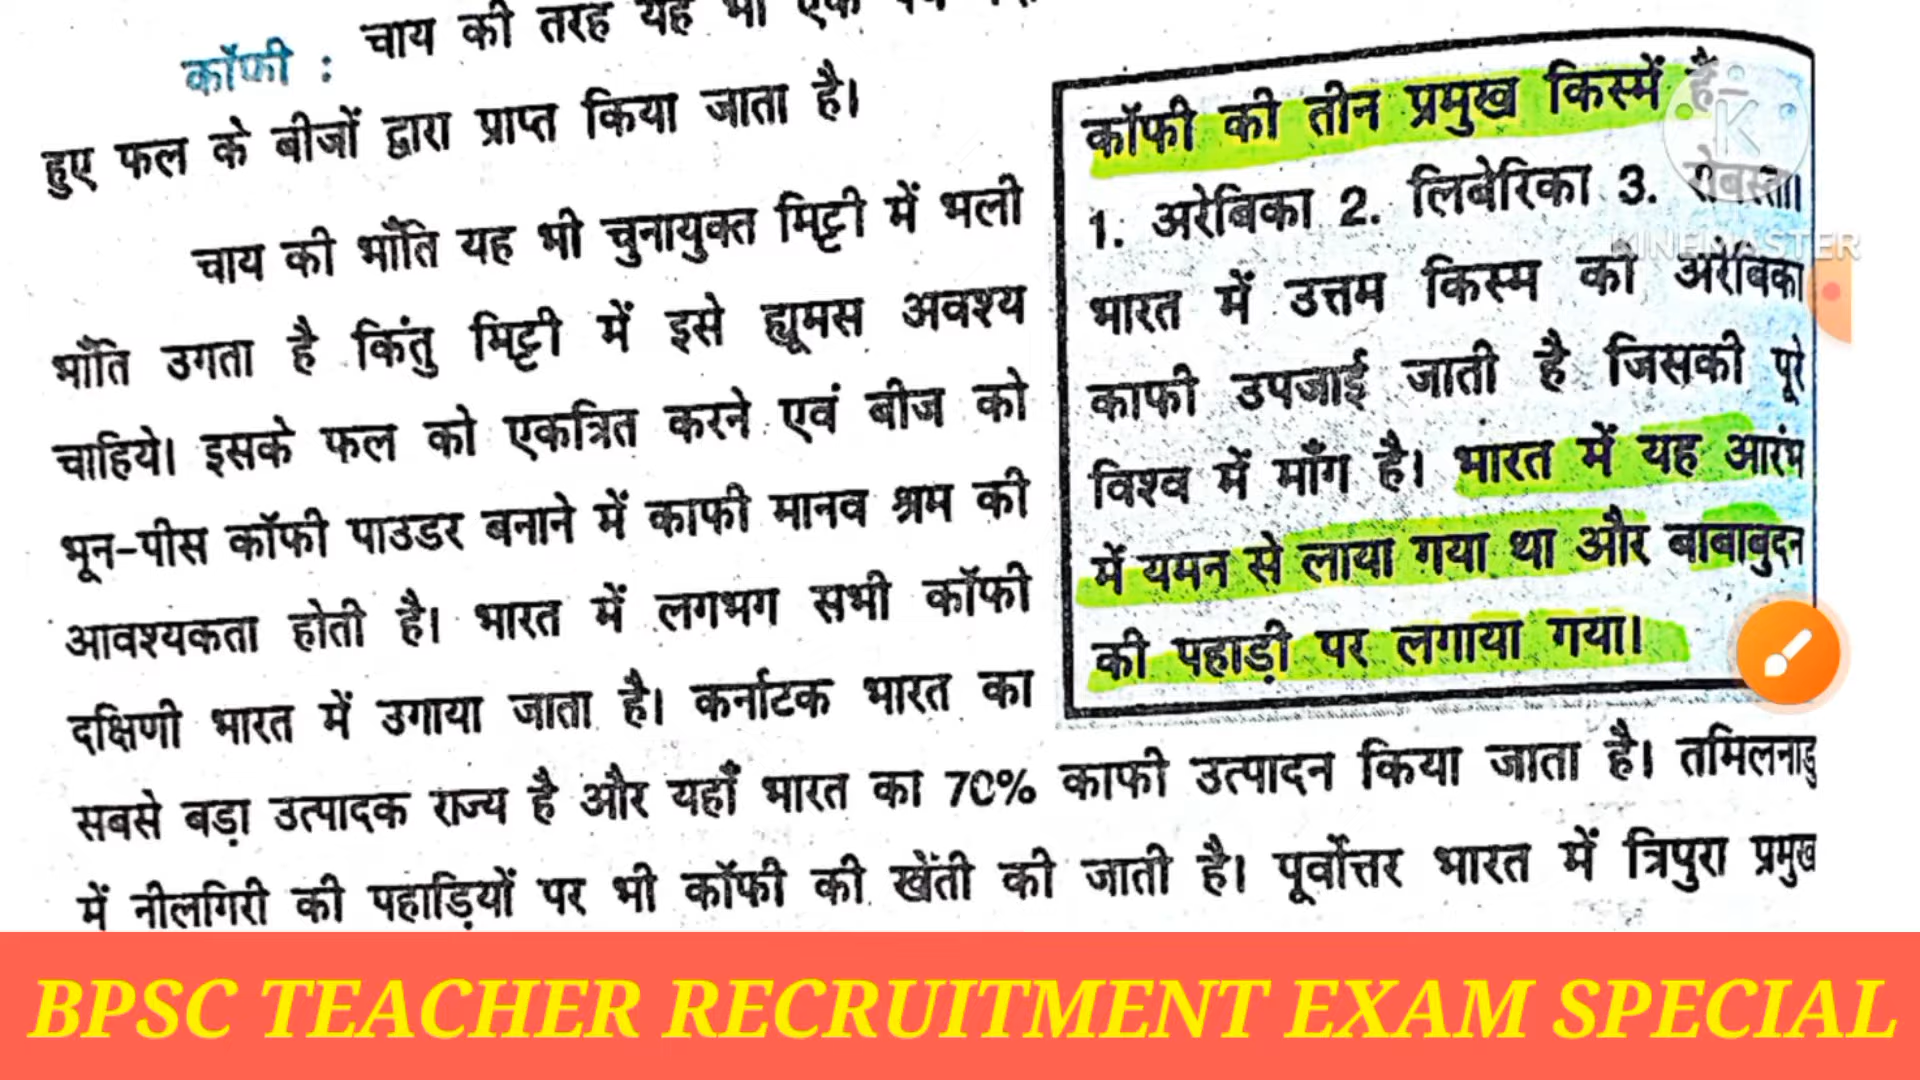 कॉफी : चाय की तरह यह भी एक
हुए फल के बीजों द्वारा प्राप्त किया जाता है।
चाय की भाँति यह भी चुनायुक्त मिट्टी में भली
भाँति उगता है किंतु मिट्टी में इसे ह्यूमस अवश्य
चाहिये। इसके फल को एकत्रित करने एवं बीज को
भून-पीस कॉफी पाउडर बनाने में काफी मानव श्रम की
आवश्यकता होती है। भारत में लगभग सभी कॉफी
दक्षिणी भारत में उगाया जाता है। कर्नाटक भारत का
सबसे बड़ा उत्पादक राज्य है और यहाँ भारत का 70% काफी उत्पादन किया जाता है। तमिलनाडु
में नीलगिरी की पहाड़ियों पर भी कॉफी की खेंती की जाती है। पूर्वोत्तर भारत में त्रिपुरा प्रमुख
कॉफी की तीन प्रमुख किस्में हैं-
1. अरेबिका 2. लिबेरिका 3.
भारत में उत्तम किस्म की अरेबिका
काफी उपजाई जाती है जिसकी पूरे
विश्व में माँग है। भारत में यह आरंभ
में यमन से लाया गया था और बाबाबुदन
की पहाड़ी पर लगाया गया।
K
KINEMASTER
BPSC TEACHER RECRUITMENT EXAM SPECIAL